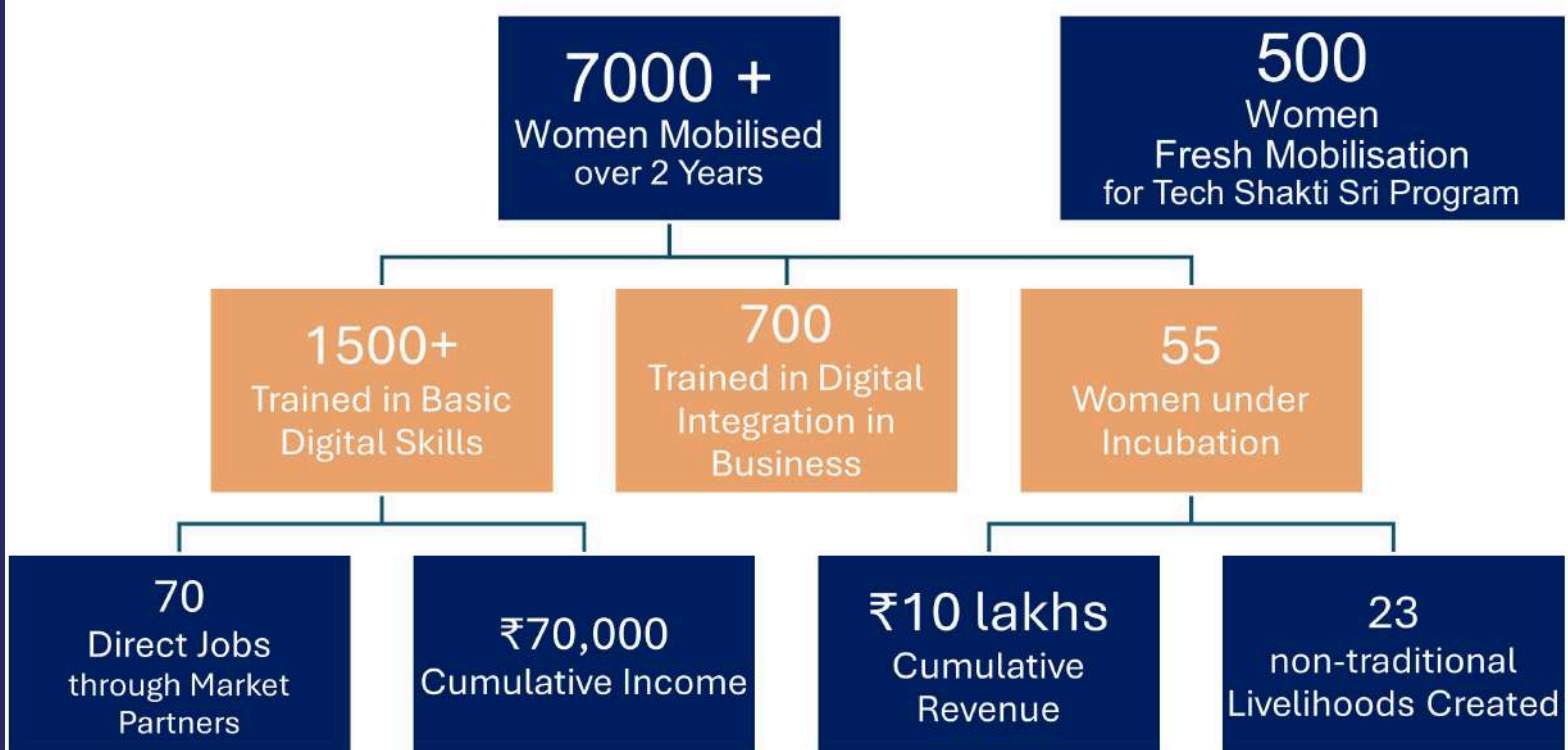 7000 +
Women Mobilised
over 2 Years
500
Women
Fresh Mobilisation
for Tech Shakti Sri Program
1500+
Trained in Basic
Digital Skills
700
Trained in Digital
Integration in
Business
55
Women under
Incubation
70
Direct Jobs
through Market
Partners
₹70,000
Cumulative Income
₹10 lakhs
Cumulative
Revenue
23
non-traditional
Livelihoods Created